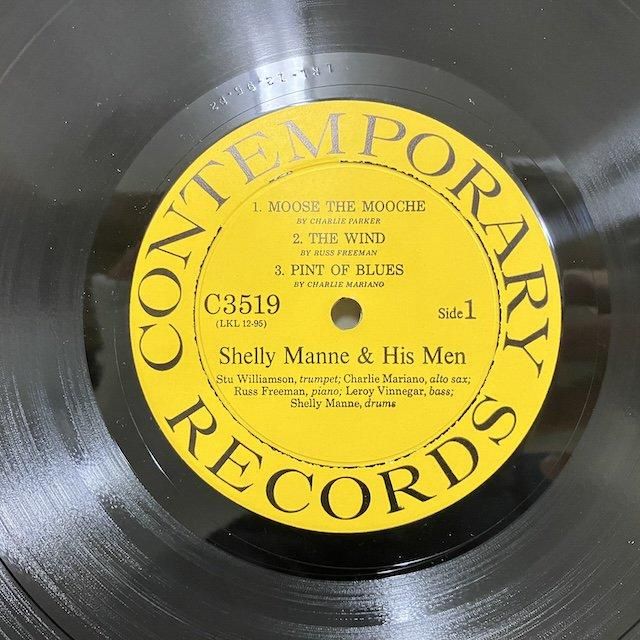 CONTEMPORARY
1. MOOSE THE MOOCHE
BY CHARLIE PARKER
2. THE WIND
BY RUSS FREEMAN
3. PINT OF BLUES
BY CHARLIE MARIANO
C3519
(LKL 12-95)
Side 1
Shelly Manne & His Men
Stu Williamson, trumpet; Charlie Mariano, alto sax;
Russ Freeman, piano; Leroy Vinnegar, bass;
Shelly Manne, drums
RECORDS